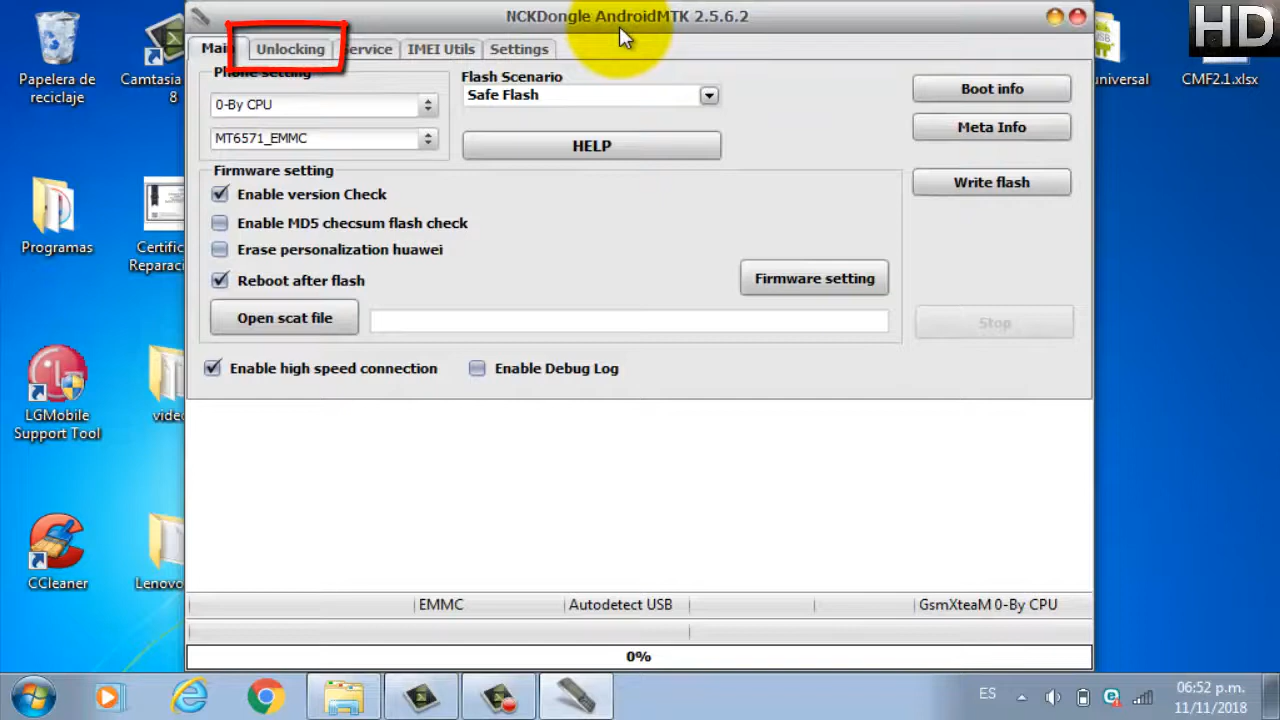 NCKDongle AndroidMTK 2.5.6.2
HD
Main
Unlocking
Service
IMEI Utils
Settings
Phone setting
0-By CPU
MT6571_EMMC
Flash Scenario
Safe Flash
HELP
Boot info
Meta Info
Write flash
Firmware setting
Enable version Check
Enable MD5 checsum flash check
Erase personalization huawei
Reboot after flash
Firmware setting
Open scat file
Stop
Enable high speed connection
Enable Debug Log
EMMC
Autodetect USB
GsmXteaM 0-By CPU
0%
Papelera de
reciclaje
Camtasia
8
universal
CMF2.1.xlsx
Programas
Certific
Reparaci
LGMobile
Support Tool
video
CCleaner
Lenovo
ES
06:52 p.m.
11/11/2018